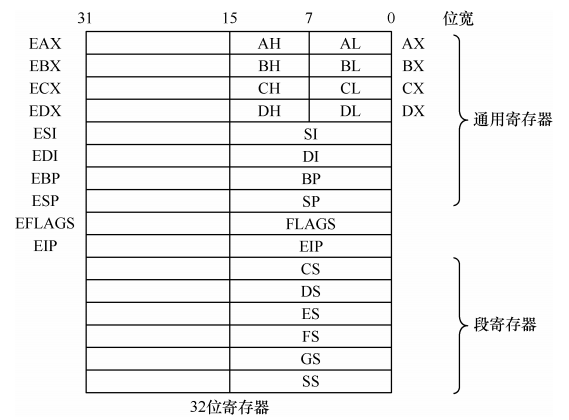 31 15 7 0 位宽
EAX AH AL AX
EBX BH BL BX
ECX CH CL CX
EDX DH DL DX
通用寄存器
ESI SI
EDI DI
EBP BP
ESP SP
EFLAGS FLAGS
EIP EIP
CS
DS
ES
段寄存器
FS
GS
SS
32位寄存器